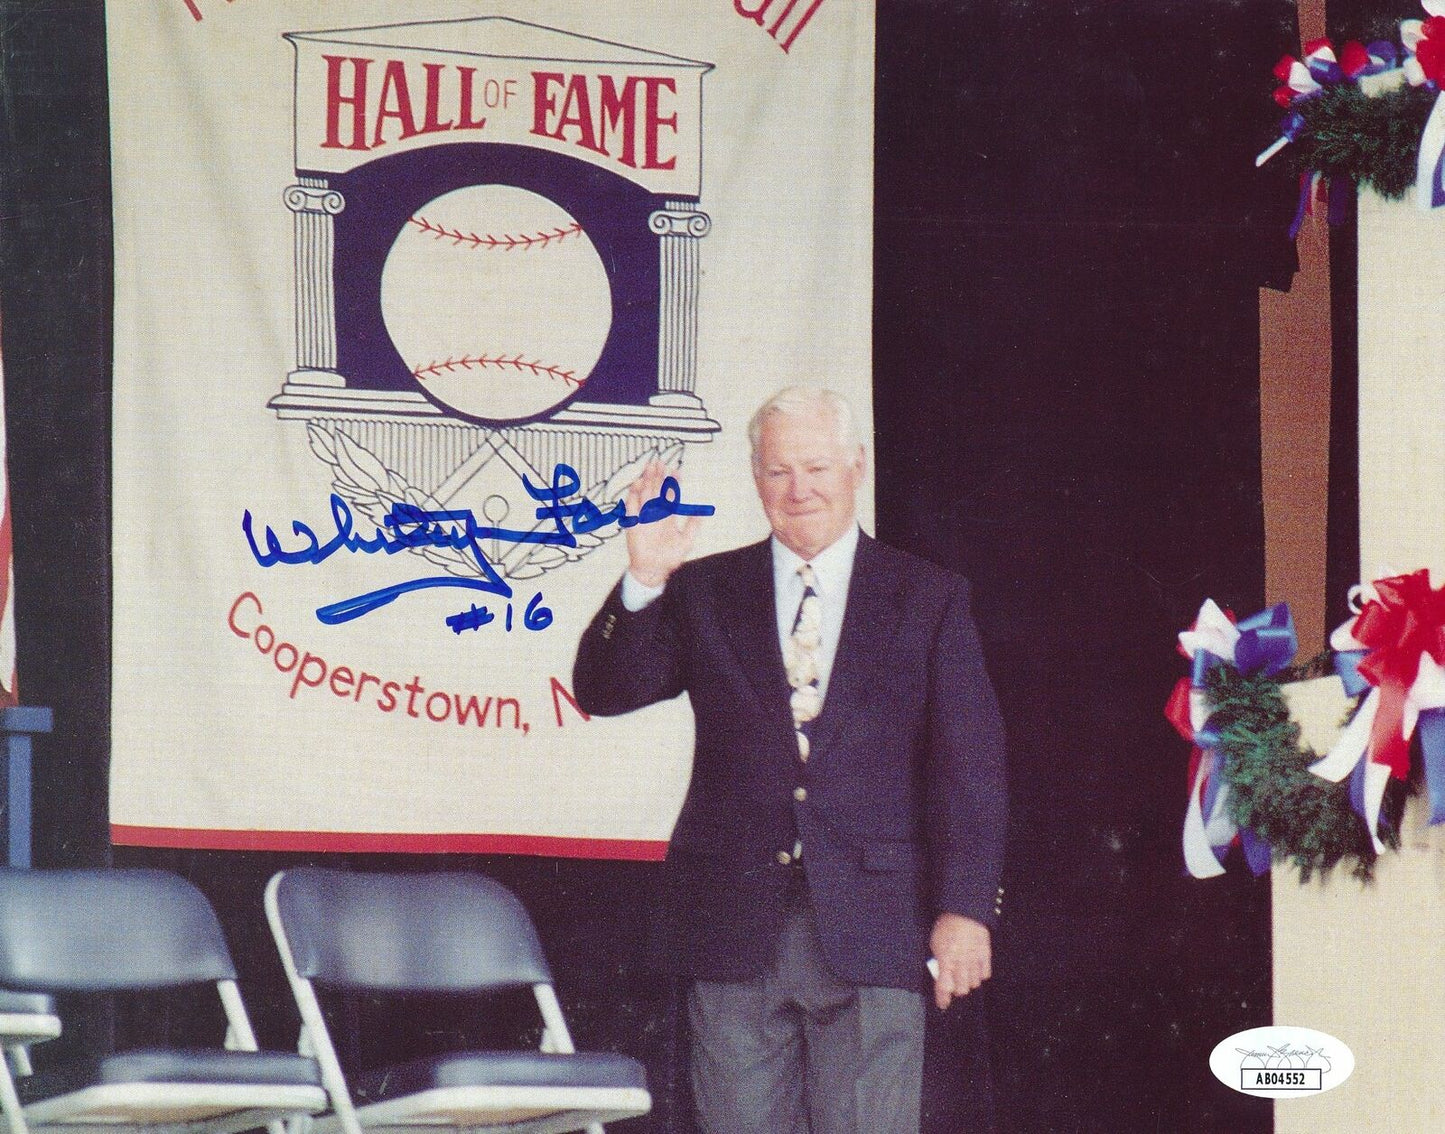 HALL OF FAME
Whitey Ford
#16
Cooperstown, N
AB04552